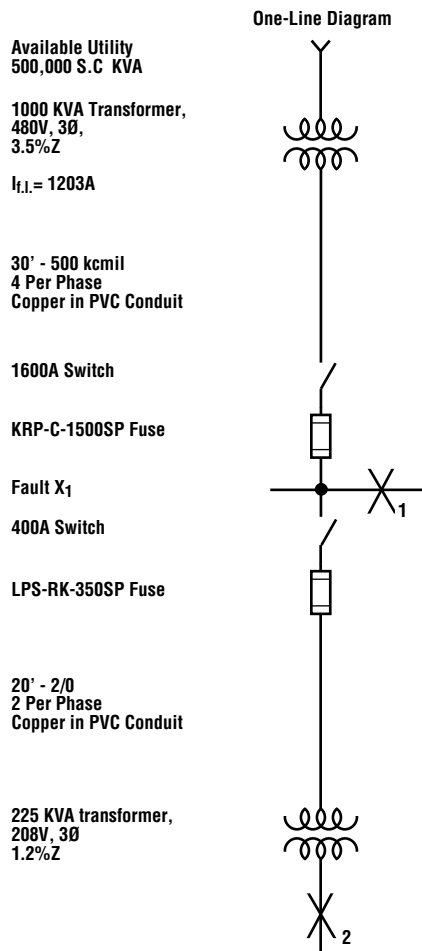 One-Line Diagram
Available Utility
500,000 S.C KVA
1000 KVA Transformer,
480V, 3Ø,
3.5%Z
If.l.= 1203A
30’ - 500 kcmil
4 Per Phase
Copper in PVC Conduit
1600A Switch
KRP-C-1500SP Fuse
Fault X1
1
400A Switch
LPS-RK-350SP Fuse
20’ - 2/0
2 Per Phase
Copper in PVC Conduit
225 KVA transformer,
208V, 3Ø
1.2%Z
2